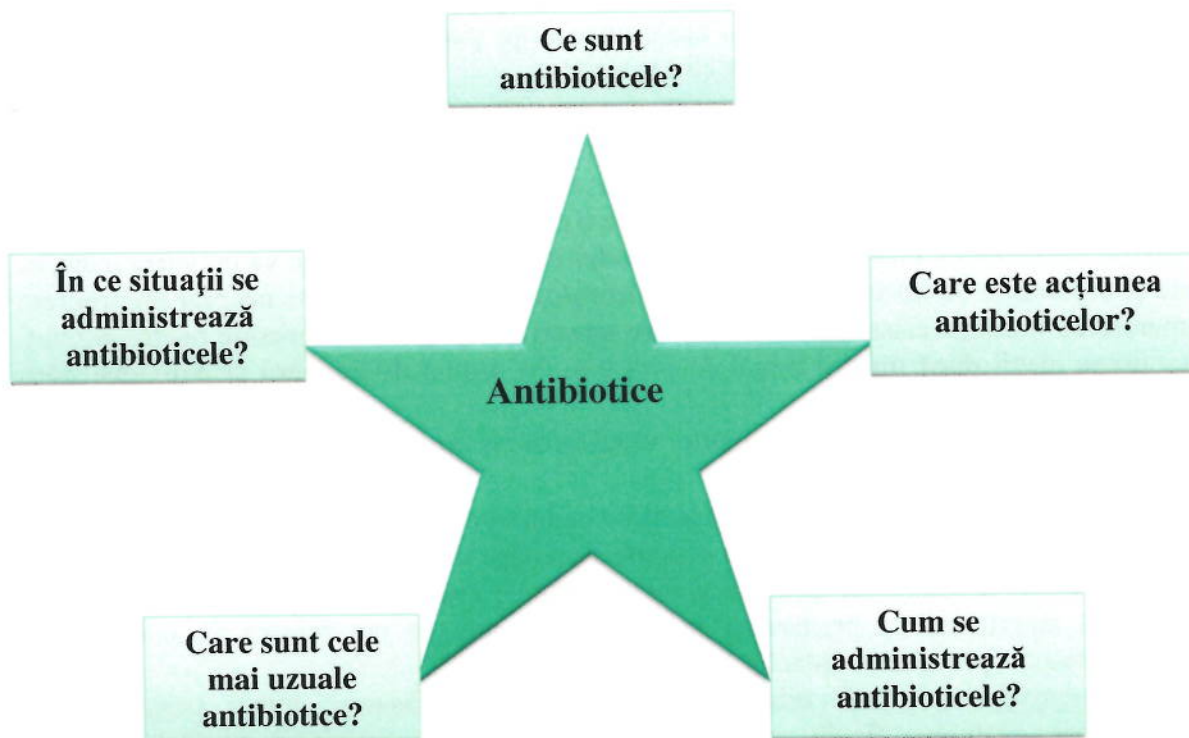 Ce sunt
antibioticele?
În ce situaţii se
administrează
antibioticele?
Care este acțiunea
antibioticelor?
Antibiotice
Care sunt cele
mai uzuale
antibiotice?
Cum se
administrează
antibioticele?